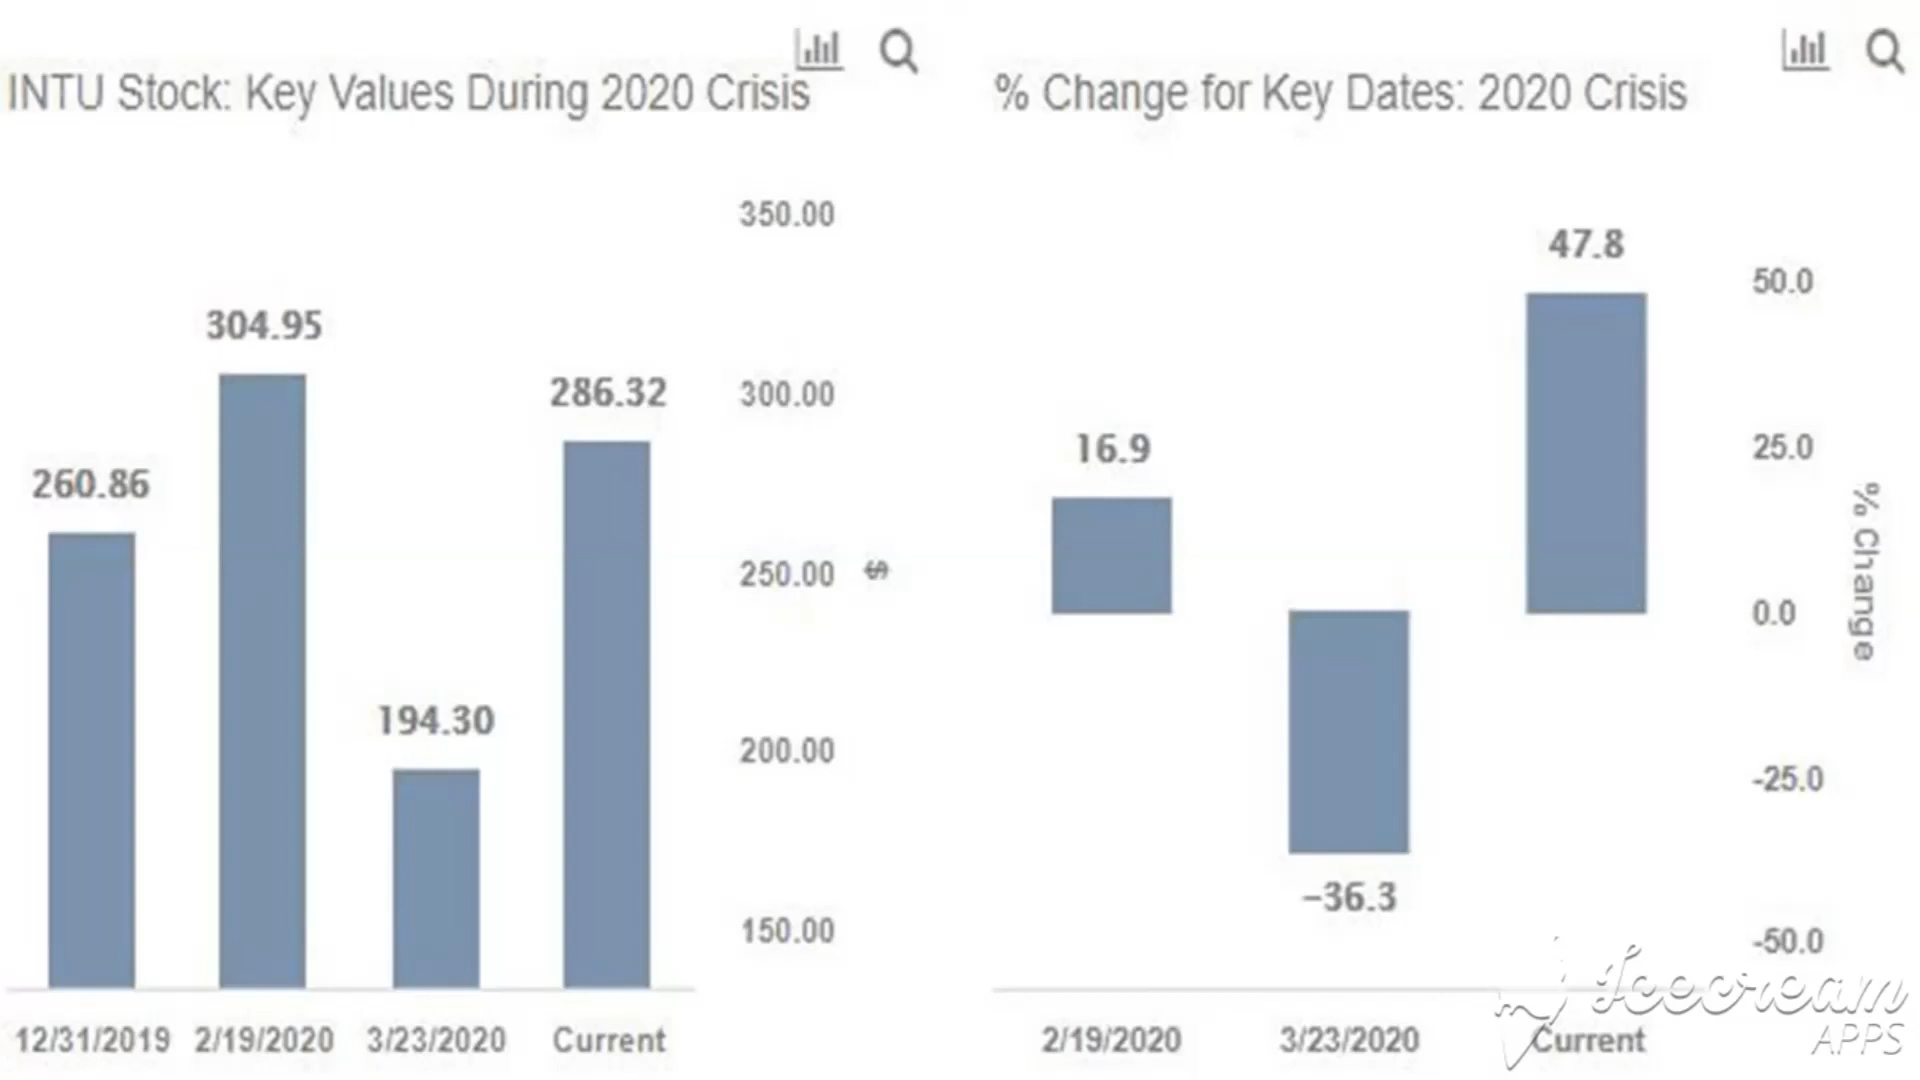 INTU Stock: Key Values During 2020 Crisis
350.00
304.95
300.00
286.32
260.86
250.00
$
194.30
200.00
150.00
12/31/2019 2/19/2020 3/23/2020 Current
% Change for Key Dates: 2020 Crisis
47.8
50.0
16.9
25.0
0.0
% Change
-25.0
−36.3
-50.0
2/19/2020 3/23/2020 Current
Icecream
APPS